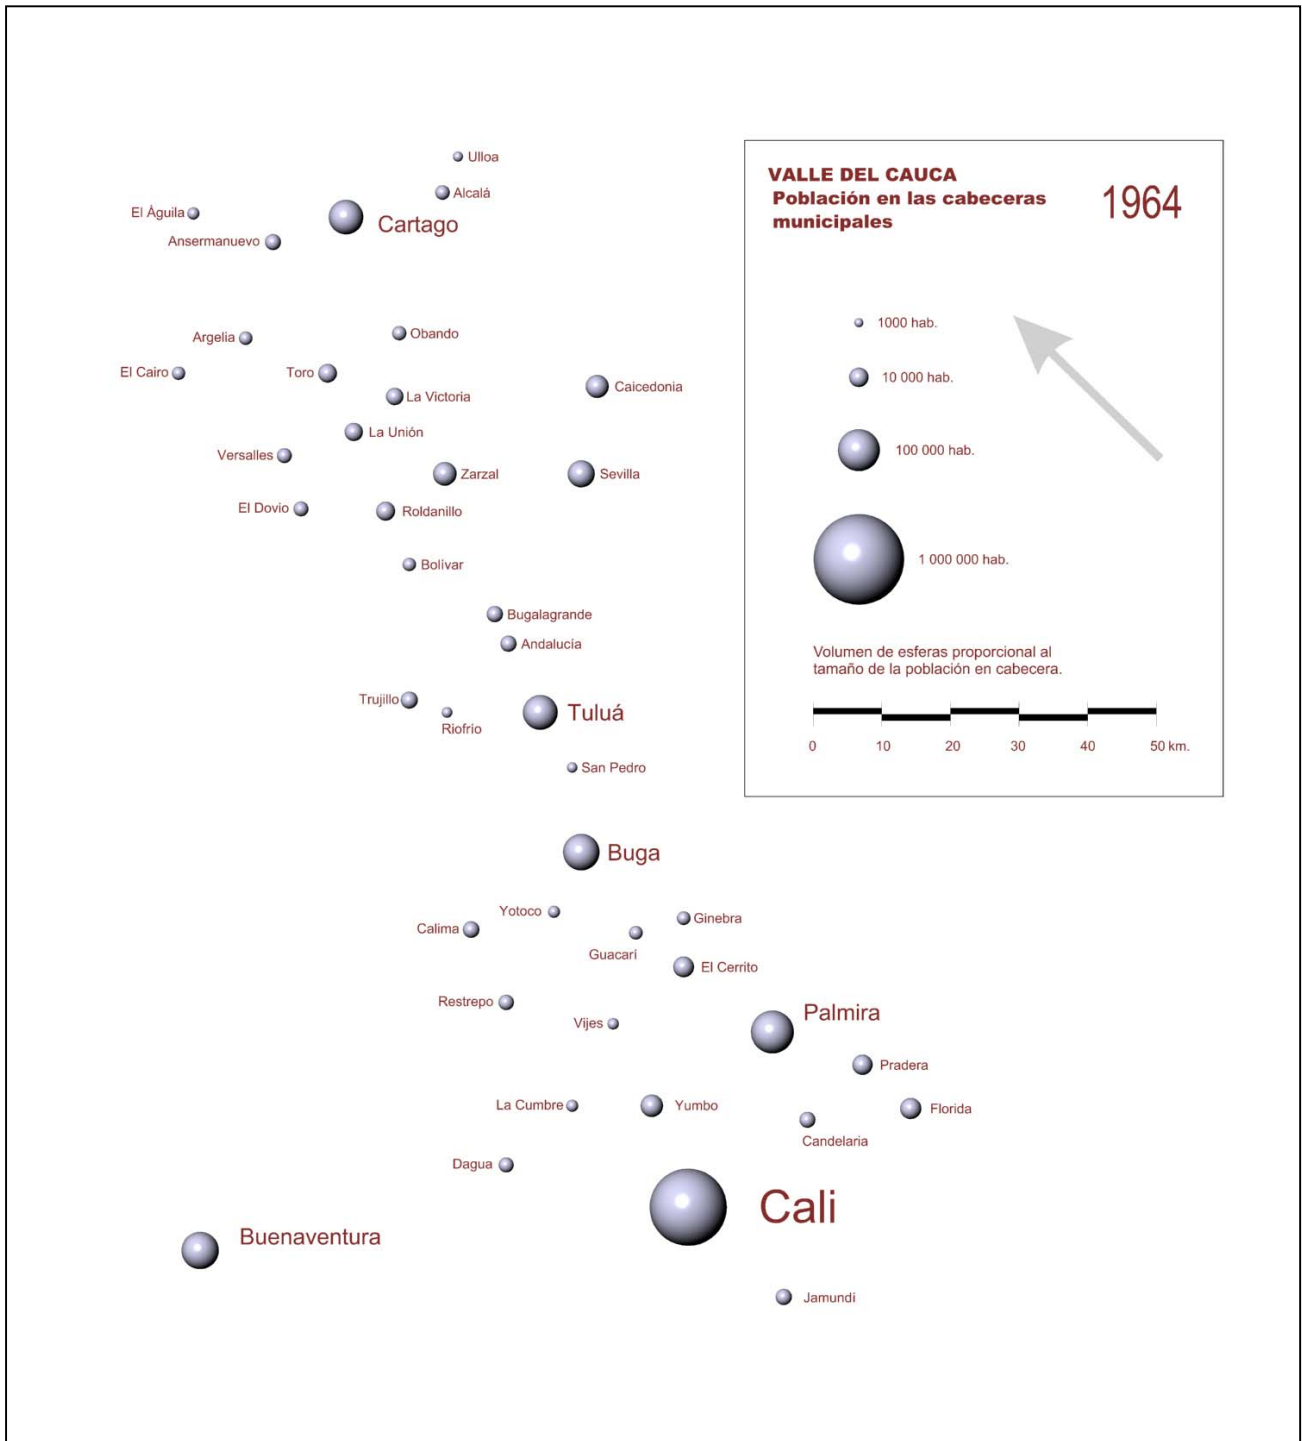 Ulloa
Alcalá
El Águila
Cartago
Ansermanuevo
Obando
Argelia
El Cairo
Toro
Caicedonia
La Victoria
La Unión
Versalles
Zarzal
Sevilla
El Dovio
Roldanillo
Bolívar
Bugalagrande
Andalucía
Trujillo
Riofrío
Tuluá
San Pedro
Buga
Yotoco
Ginebra
Calima
Guacarí
El Cerrito
Restrepo
Vijes
Palmira
Pradera
La Cumbre
Yumbo
Florida
Candelaria
Dagua
Cali
Buenaventura
Jamundí
VALLE DEL CAUCA
Población en las cabeceras
municipales
1964
1000 hab.
10 000 hab.
100 000 hab.
1 000 000 hab.
Volumen de esferas proporcional al
tamaño de la población en cabecera.
0 10 20 30 40 50 km.